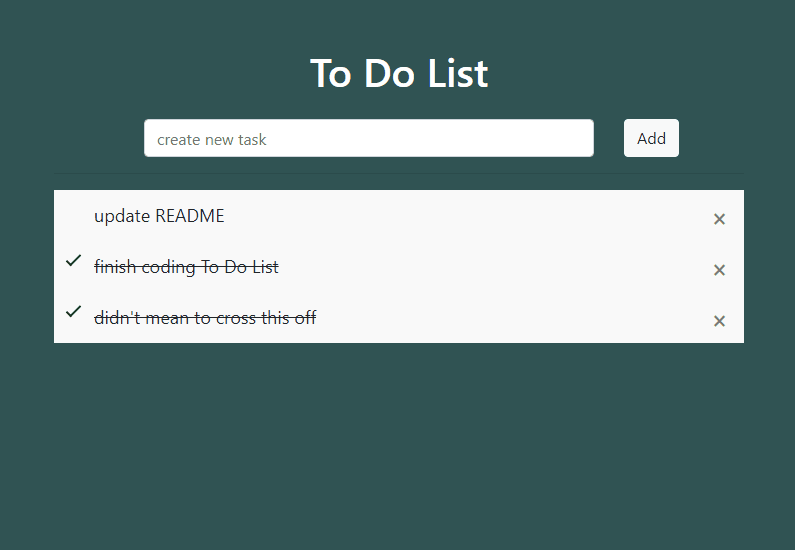 To Do List
create new task
Add
update README
finish coding To Do List
didn't mean to cross this off